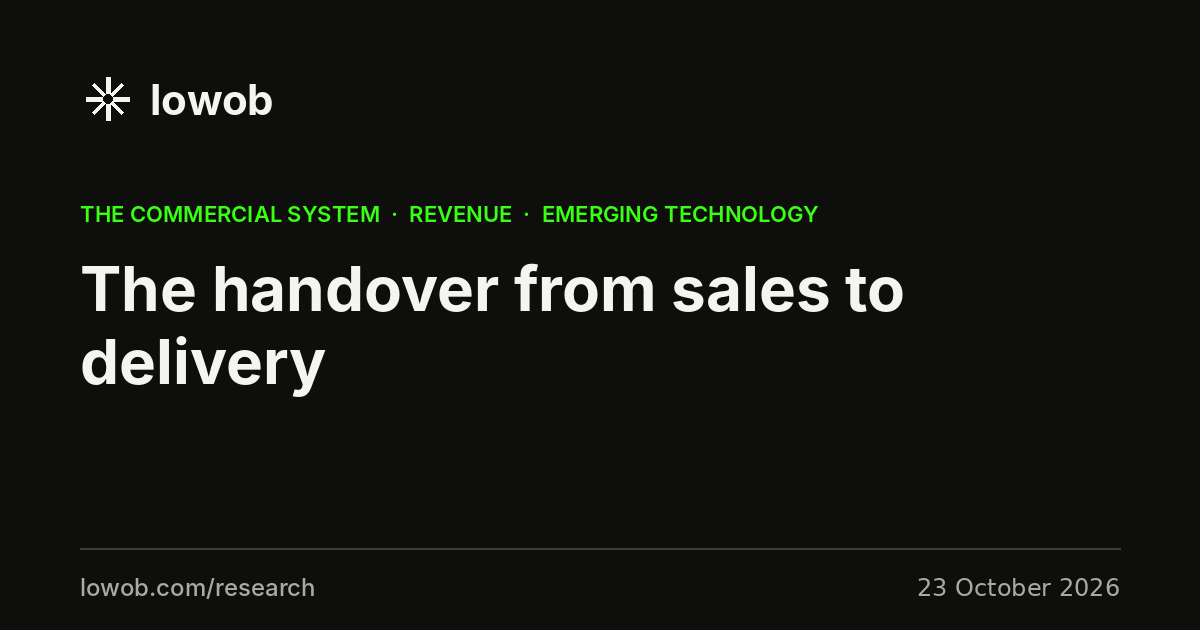 lowob
THE COMMERCIAL SYSTEM · REVENUE · EMERGING TECHNOLOGY
The handover from sales to
delivery
lowob.com/research
23 October 2026